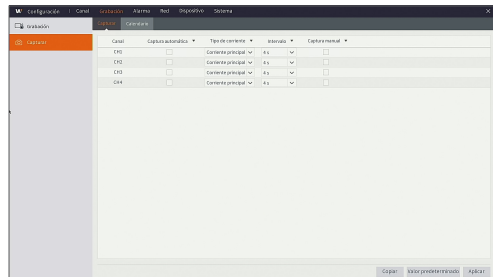 W Configuración | Canal Grabación Alarma Red Dispositivo Sistema ×
Grabación
Capturar
Captura Calendario
Canal Captura automática Tipo de corriente Intervalo Captura manual
CH1 Corriente principal 4 s
CH2 Corriente principal 4 s
CH3 Corriente principal 4 s
CH4 Corriente principal 4 s
Copiar Valor predeterminado Aplicar